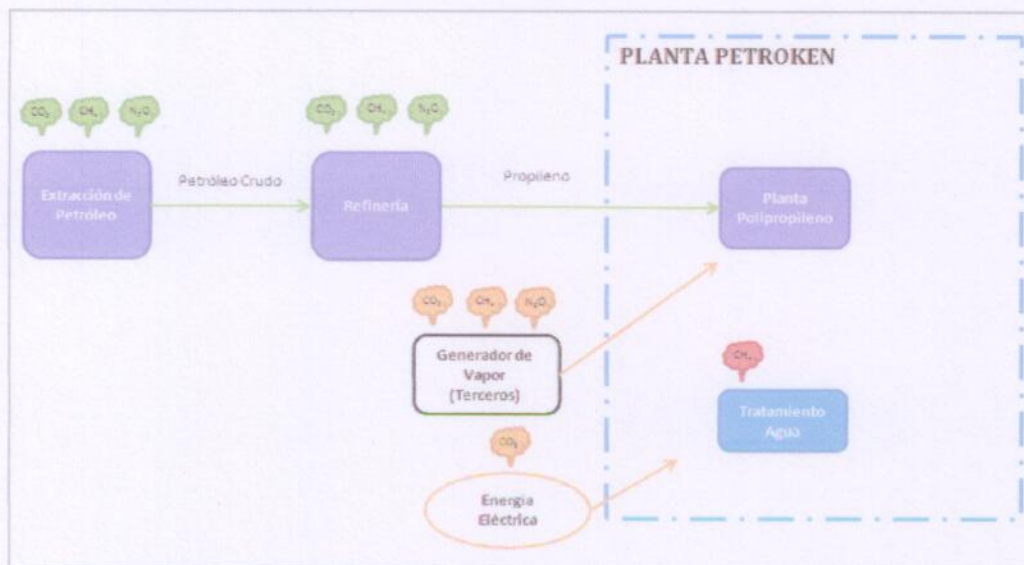 PLANTA PETROKEN
CO₂ CH₄ N₂O
CO₂ CH₄ N₂O
Extracción de
Petróleo
Petróleo Crudo
Refinería
Propileno
Planta
Polipropileno
CO₂ CH₄ N₂O
Generador de
Vapor
(Terceros)
CH₄
Tratamiento
Agua
CO₂
Energía
Eléctrica